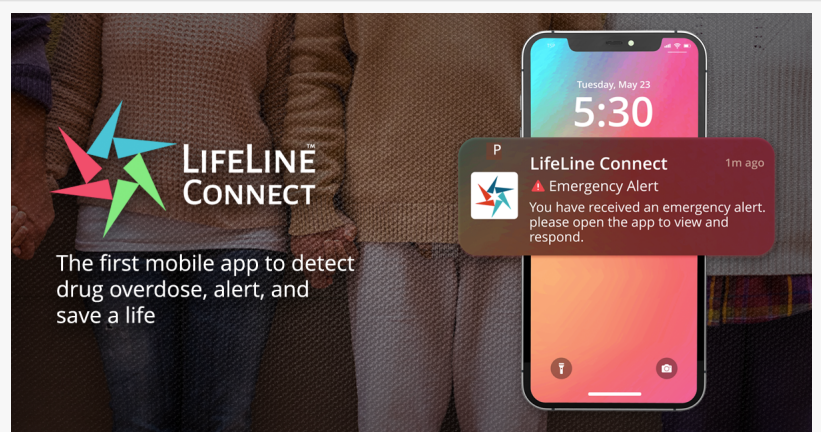 LIFELINE™
CONNECT
The first mobile app to detect
drug overdose, alert, and
save a life
Tuesday, May 23
5:30
P
LifeLine Connect 1m ago
Emergency Alert
You have received an emergency alert.
please open the app to view and
respond.